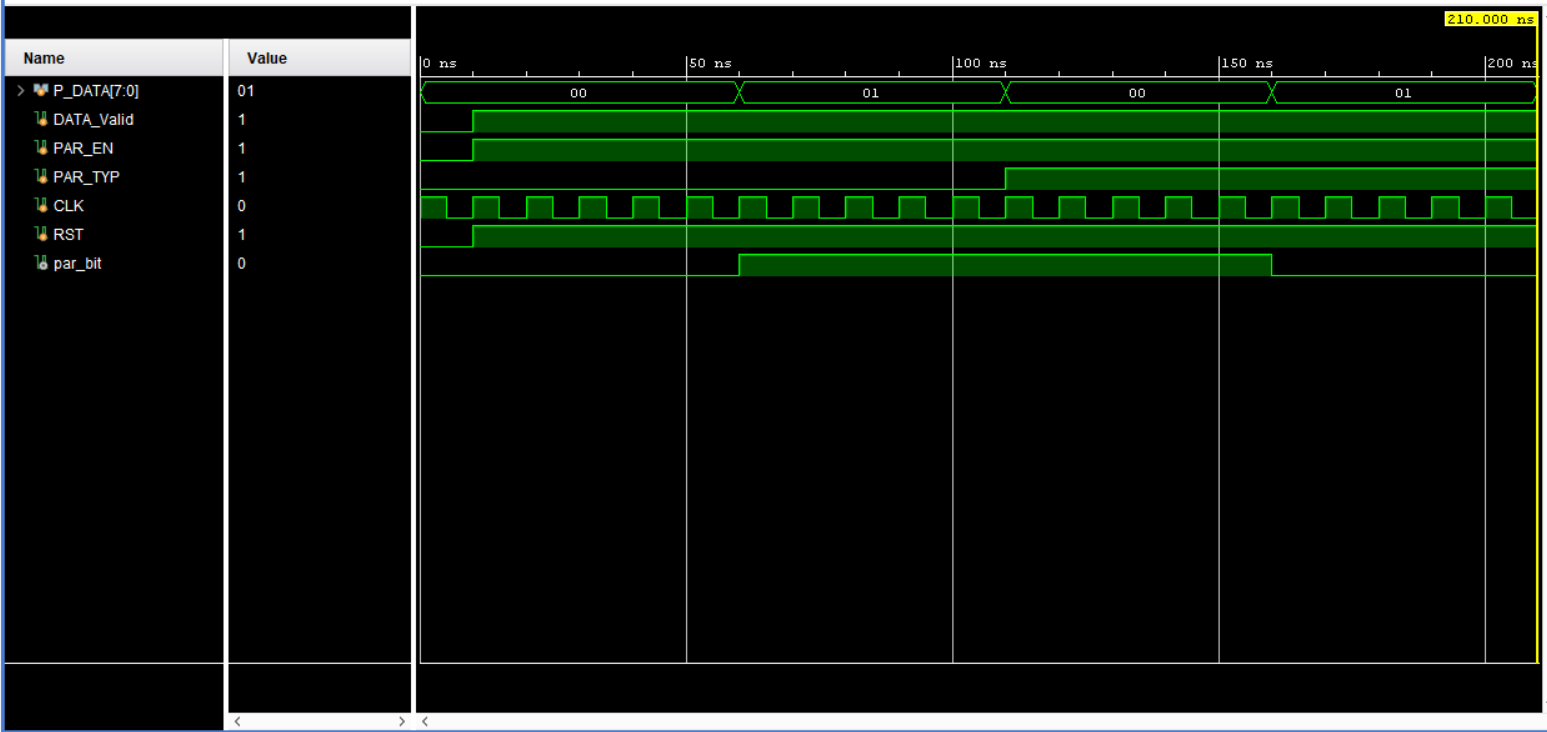 210.000 ns
Name Value
0 ns 50 ns 100 ns 150 ns 200 ns
P_DATA[7:0] 01 00 01 00 01
DATA_Valid 1
PAR_EN 1
PAR_TYP 1
CLK 0
RST 1
par_bit 0